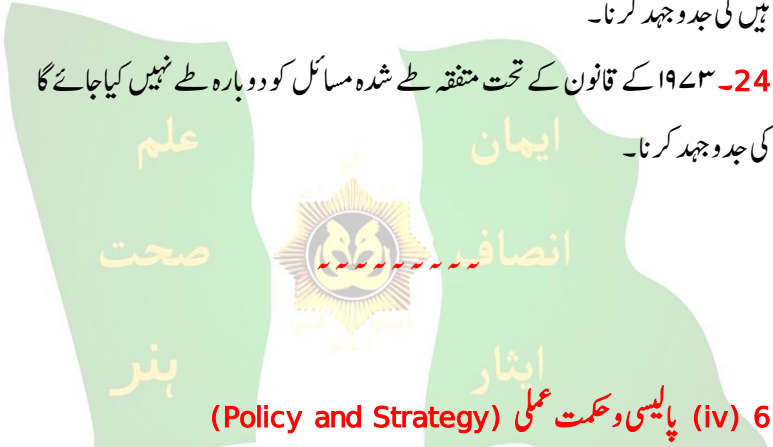 ہیں کی جدوجہد کرنا۔
24۔ ۱۹۷۳ کے قانون کے تحت متفقہ طے شدہ مسائل کو دوبارہ طے نہیں کیا جائے گا
کی جدوجہد کرنا۔
ایمان علم
انصاف صحت
ایثار ہنر
6 (iv) پالیسی و حکمت عملی (Policy and Strategy)